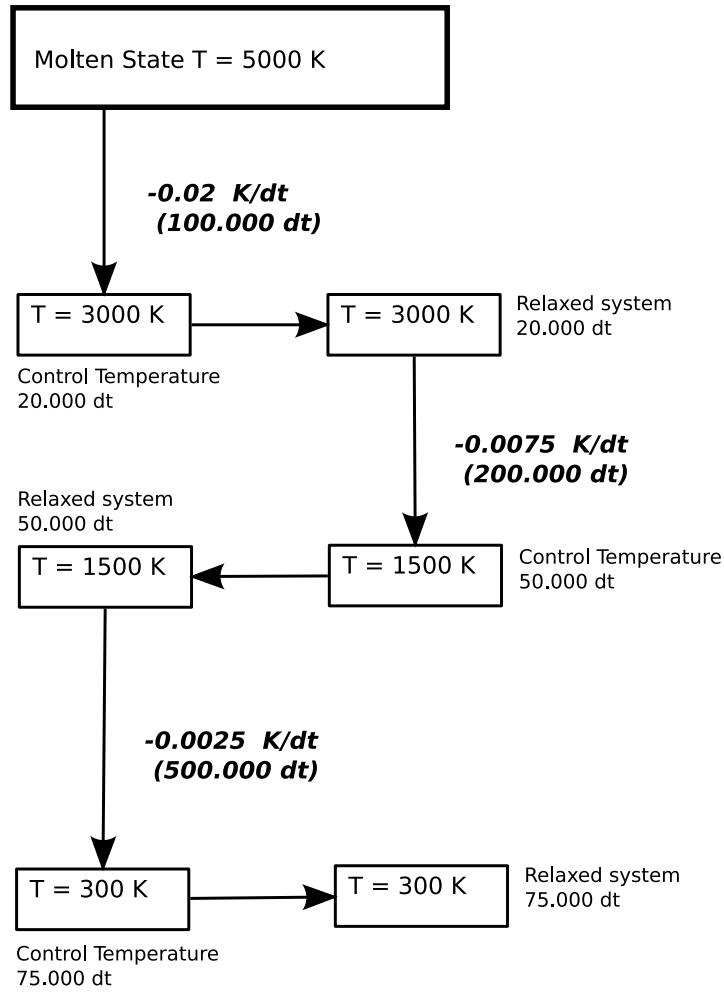 Molten State T = 5000 K
-0.02 K/dt
(100.000 dt)
T = 3000 K
T = 3000 K
Relaxed system
20.000 dt
Control Temperature
20.000 dt
-0.0075 K/dt
(200.000 dt)
Relaxed system
50.000 dt
T = 1500 K
T = 1500 K
Control Temperature
50.000 dt
-0.0025 K/dt
(500.000 dt)
T = 300 K
T = 300 K
Relaxed system
75.000 dt
Control Temperature
75.000 dt